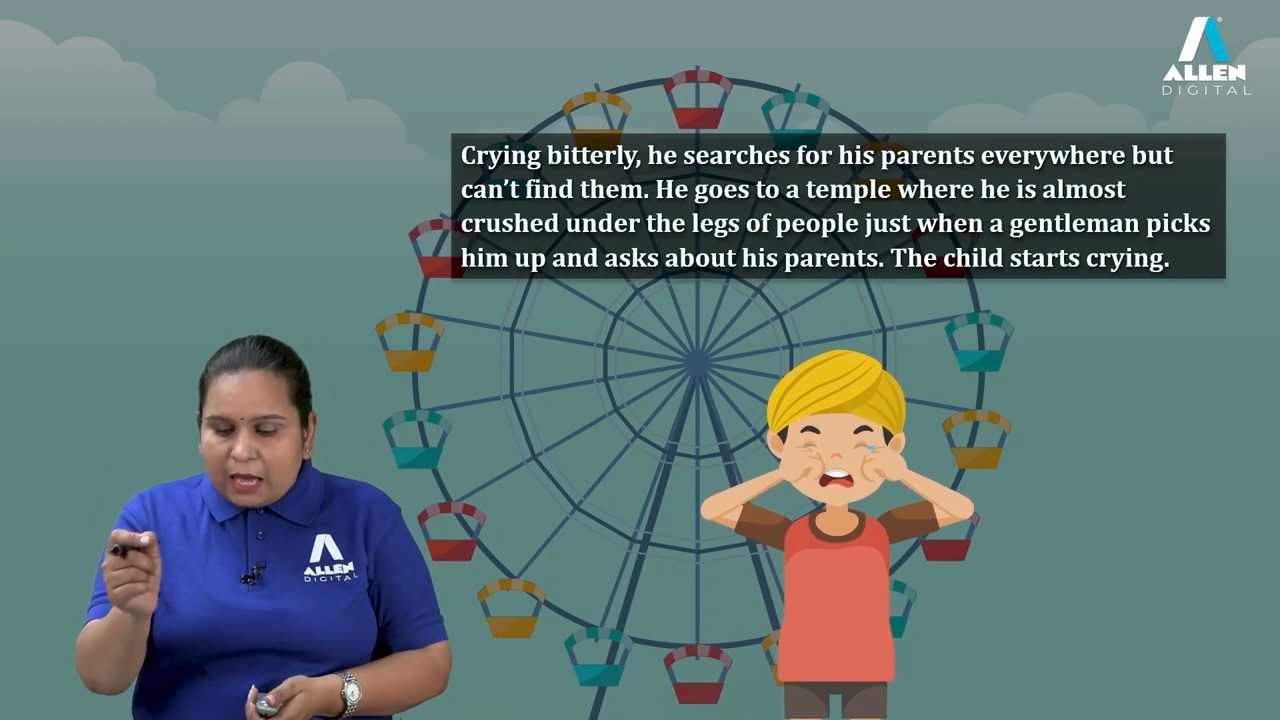 ALLEN
DIGITAL
Crying bitterly, he searches for his parents everywhere but
can't find them. He goes to a temple where he is almost
crushed under the legs of people just when a gentleman picks
him up and asks about his parents. The child starts crying.
ALLEN
DIGITAL